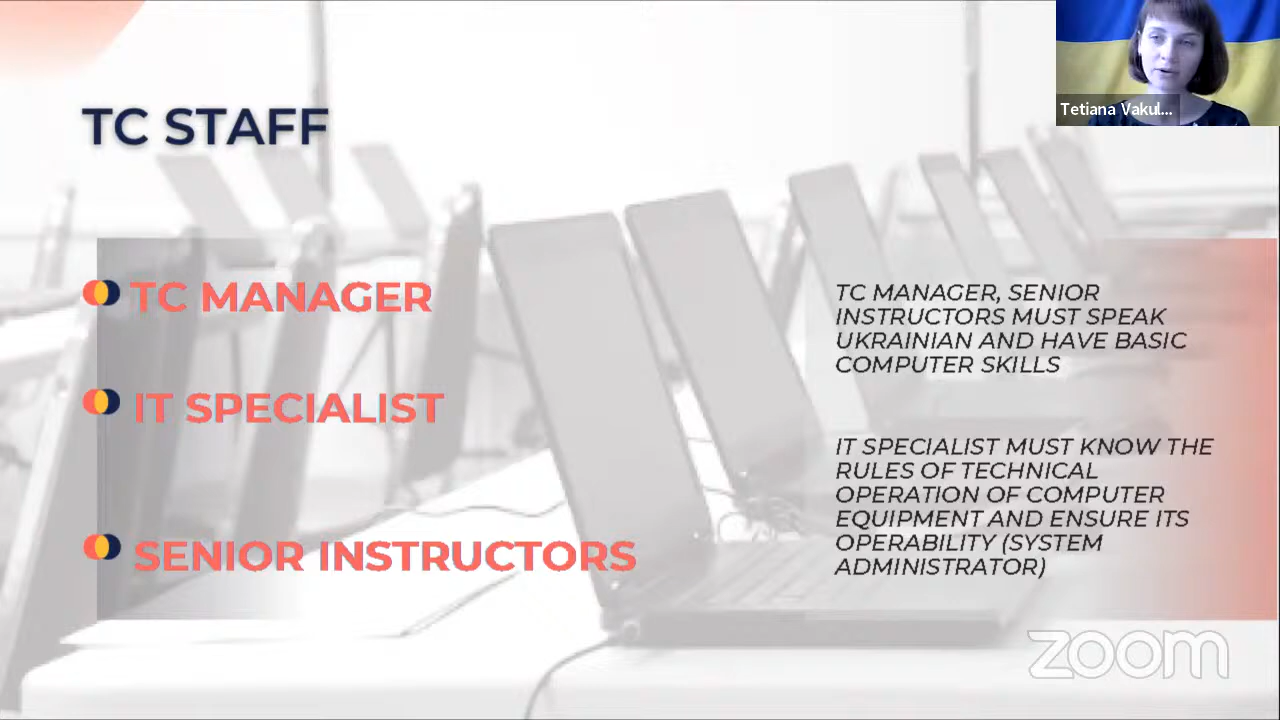 Tetiana Vakul...
TC STAFF
TC MANAGER
IT SPECIALIST
SENIOR INSTRUCTORS
TC MANAGER, SENIOR
INSTRUCTORS MUST SPEAK
UKRAINIAN AND HAVE BASIC
COMPUTER SKILLS
IT SPECIALIST MUST KNOW THE
RULES OF TECHNICAL
OPERATION OF COMPUTER
EQUIPMENT AND ENSURE ITS
OPERABILITY (SYSTEM
ADMINISTRATOR)
zoom